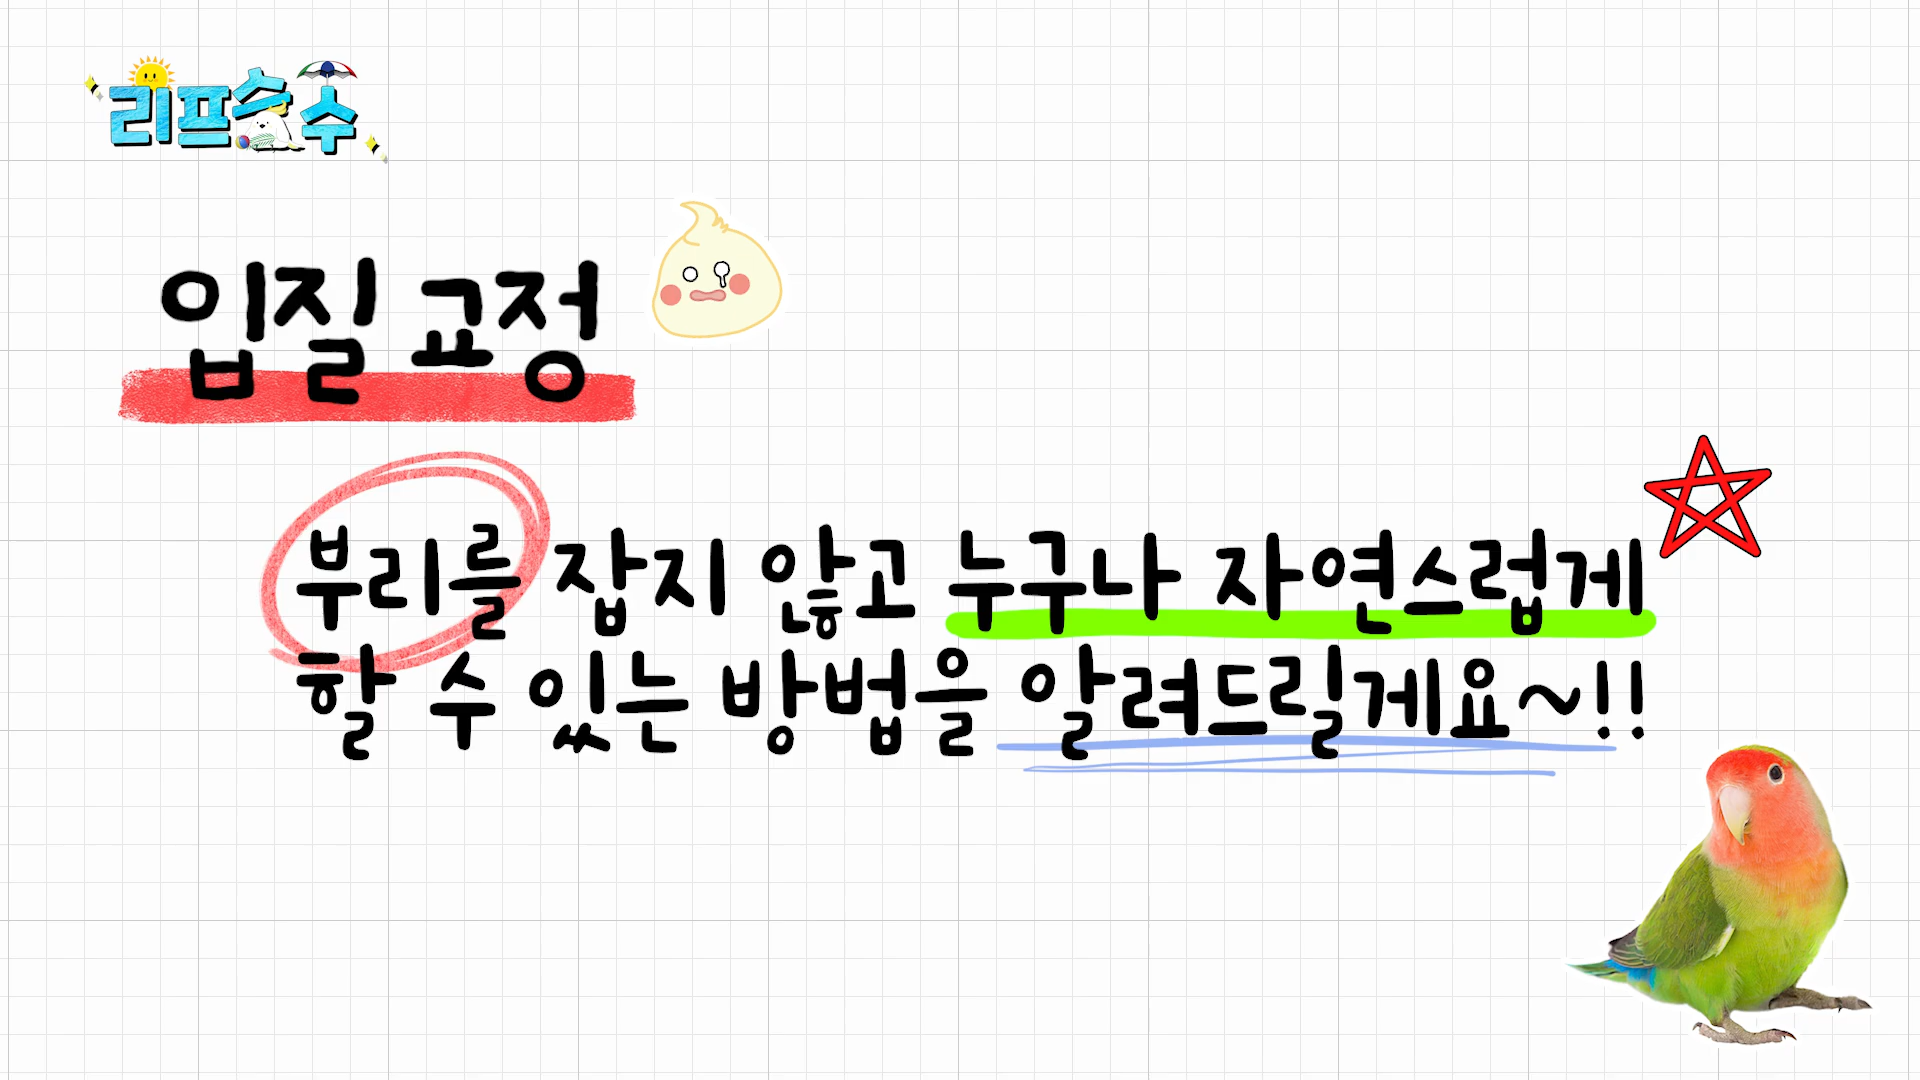 리프승수
입질 교정
부리를 잡지 않고 누구나 자연스럽게
할 수 있는 방법을 알려드릴게요~!!